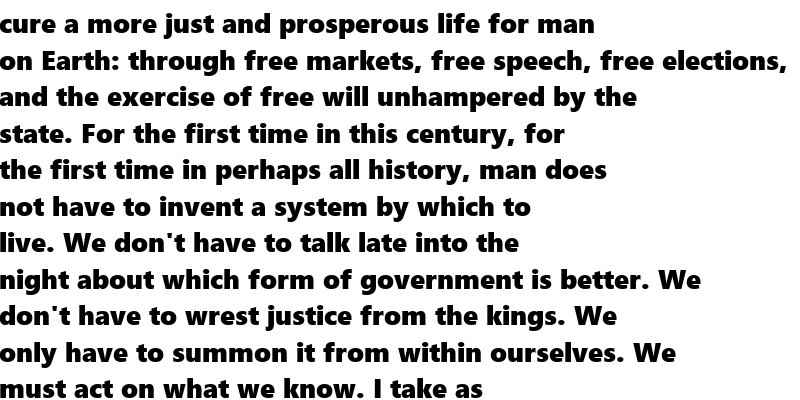 cure a more just and prosperous life for man
on Earth: through free markets, free speech, free elections,
and the exercise of free will unhampered by the
state. For the first time in this century, for
the first time in perhaps all history, man does
not have to invent a system by which to
live. We don't have to talk late into the
night about which form of government is better. We
don't have to wrest justice from the kings. We
only have to summon it from within ourselves. We
must act on what we know. I take as